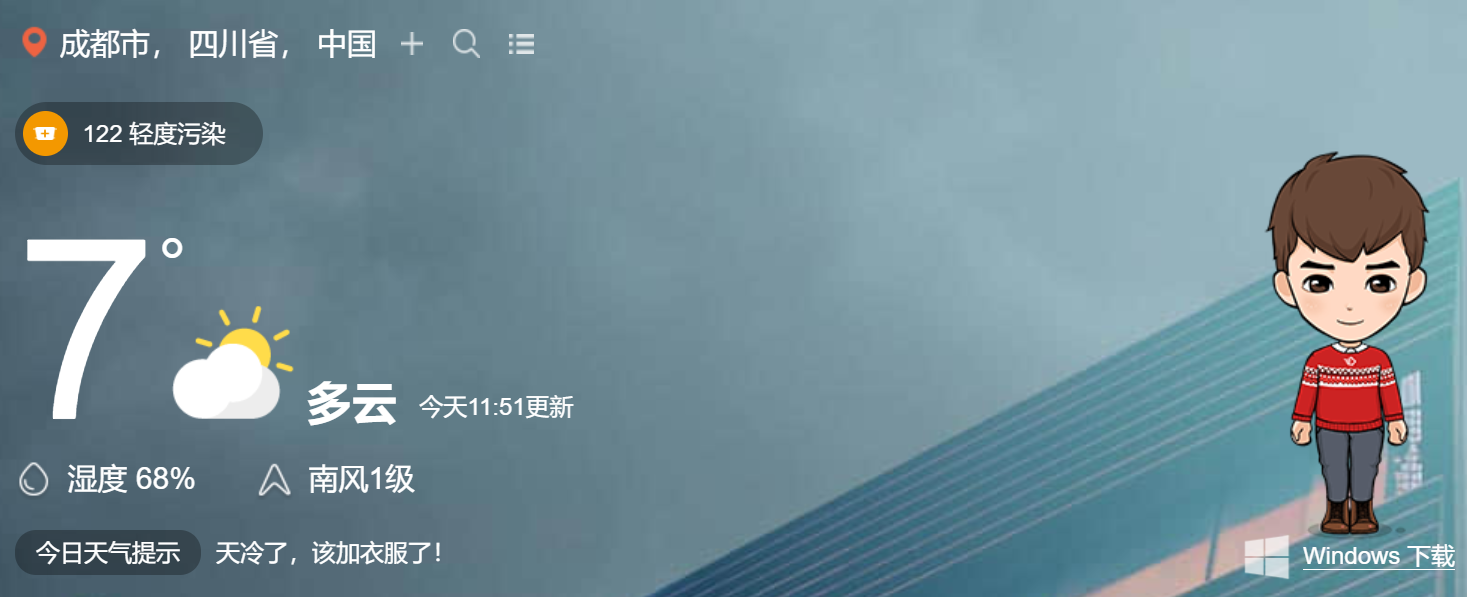 成都市， 四川省， 中国
122 轻度污染
7°
多云 今天11:51更新
湿度 68% 南风1级
今日天气提示 天冷了，该加衣服了！
Windows 下载